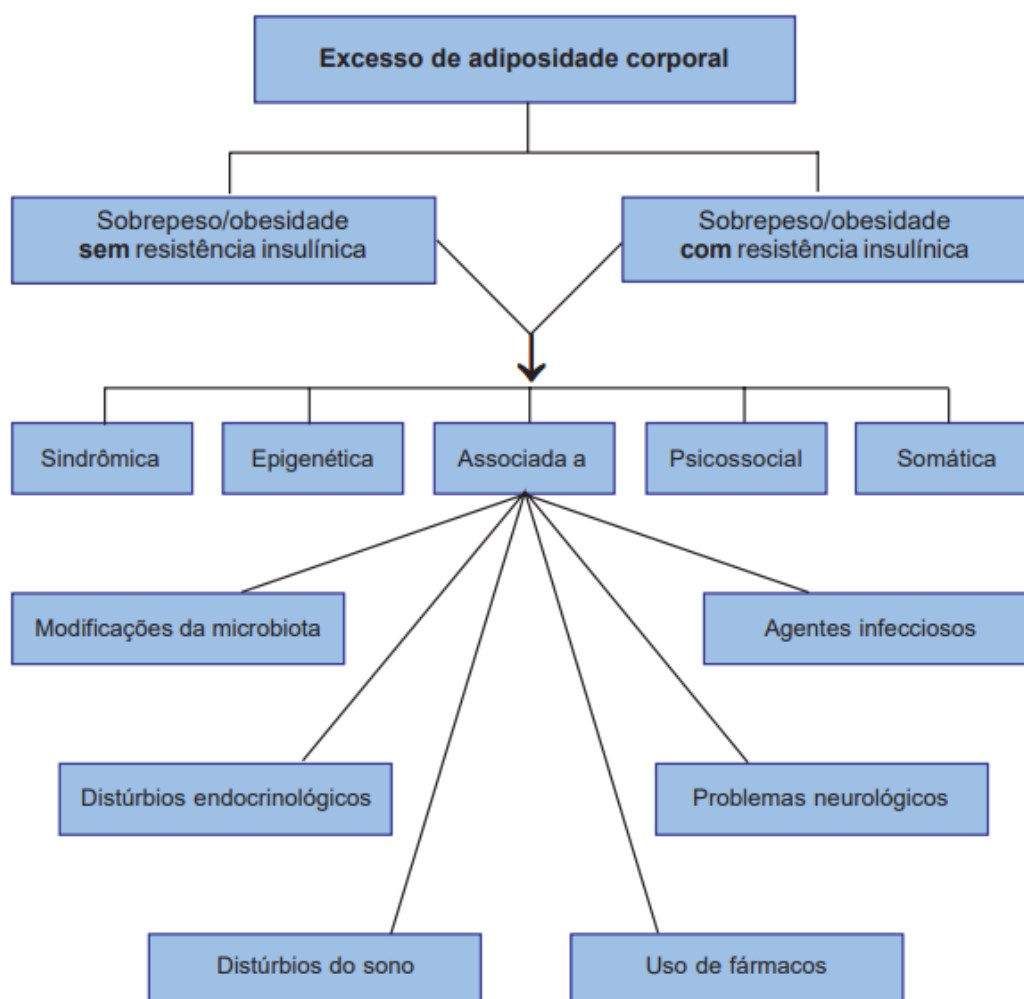 Excesso de adiposidade corporal
Sobrepeso/obesidade
sem resistência insulínica
Sobrepeso/obesidade
com resistência insulínica
Sindrômica
Epigenética
Associada a
Psicossocial
Somática
Modificações da microbiota
Agentes infecciosos
Distúrbios endocrinológicos
Problemas neurológicos
Distúrbios do sono
Uso de fármacos